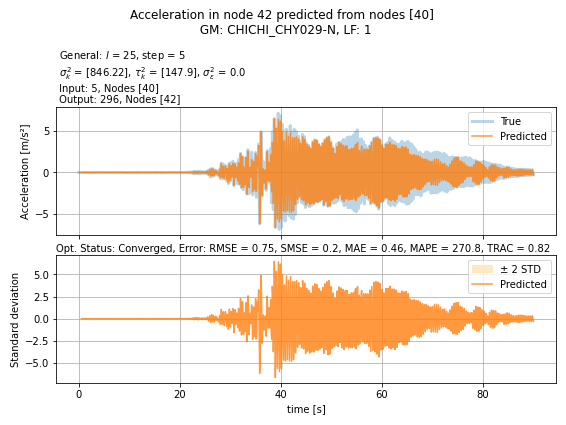 Acceleration in node 42 predicted from nodes [40]
GM: CHICHI_CHY029-N, LF: 1
General: l = 25, step = 5
σ²ₖ = [846.22], τ²ₖ = [147.9], σ²ε = 0.0
Input: 5, Nodes [40]
Output: 296, Nodes [42]
Acceleration [m/s²]
5
0
−5
True
Predicted
Opt. Status: Converged, Error: RMSE = 0.75, SMSE = 0.2, MAE = 0.46, MAPE = 270.8, TRAC = 0.82
Standard deviation
5.0
2.5
0.0
−2.5
−5.0
± 2 STD
Predicted
0
20
40
60
80
time [s]